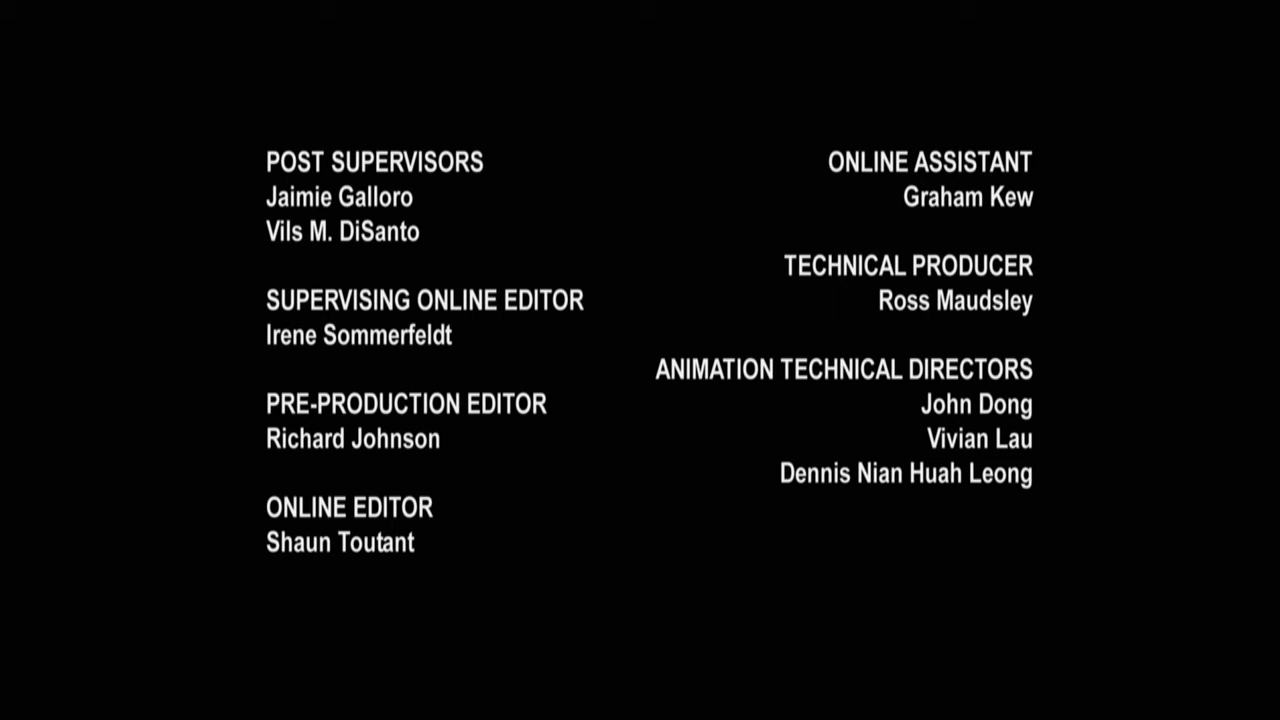 POST SUPERVISORS
Jaimie Galloro
Vils M. DiSanto
SUPERVISING ONLINE EDITOR
Irene Sommerfeldt
PRE-PRODUCTION EDITOR
Richard Johnson
ONLINE EDITOR
Shaun Toutant
ONLINE ASSISTANT
Graham Kew
TECHNICAL PRODUCER
Ross Maudsley
ANIMATION TECHNICAL DIRECTORS
John Dong
Vivian Lau
Dennis Nian Huah Leong